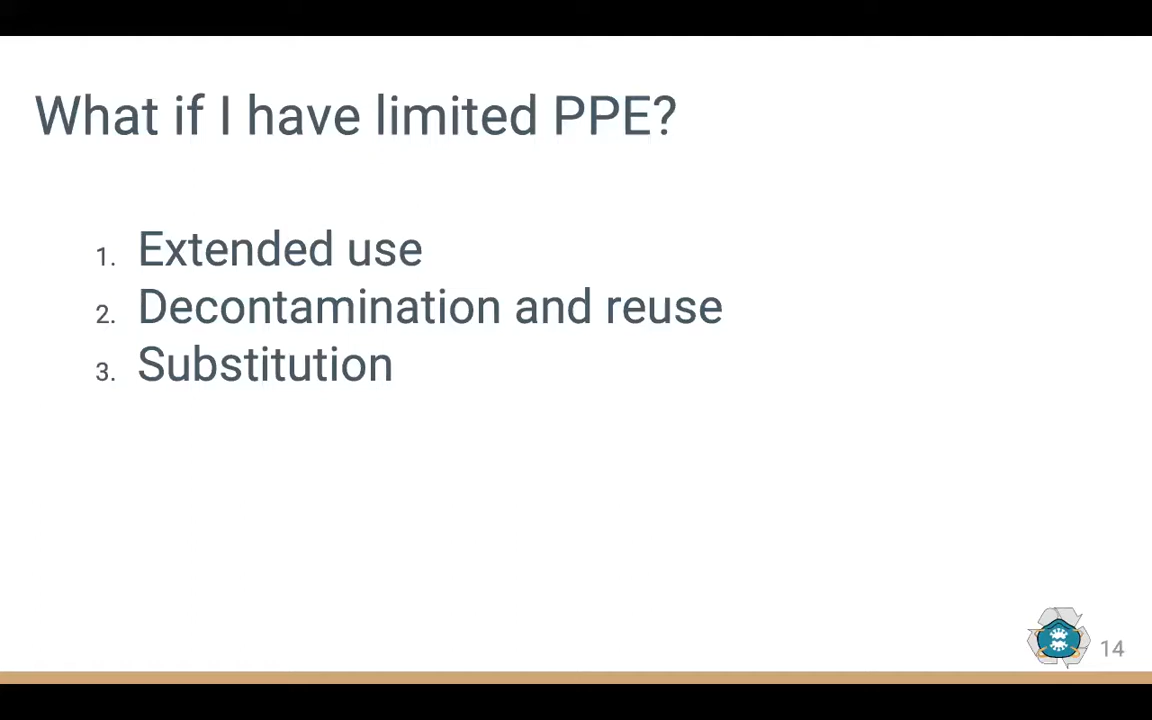 What if I have limited PPE?
1. Extended use
2. Decontamination and reuse
3. Substitution
14